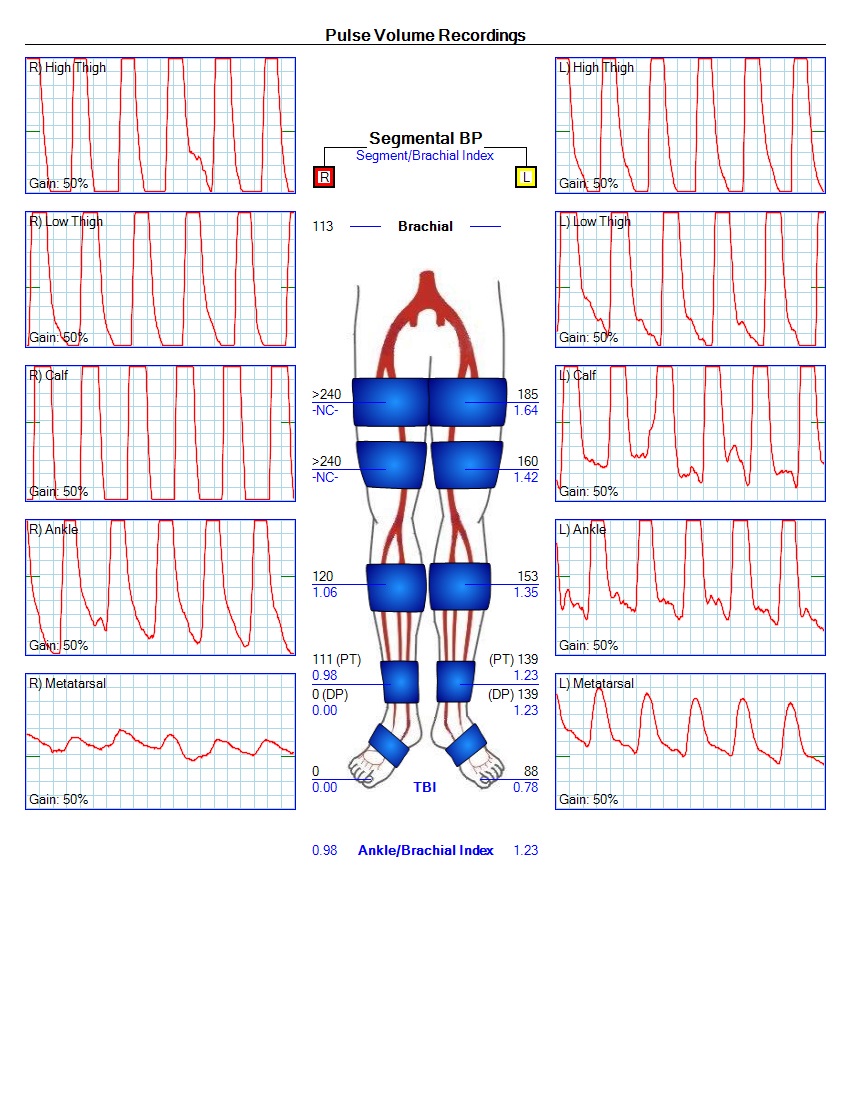 Pulse Volume Recordings
R) High Thigh
Gain: 50%
L) High Thigh
Gain: 50%
Segmental BP
Segment/Brachial Index
R
L
R) Low Thigh
Gain: 50%
113 Brachial
L) Low Thigh
Gain: 50%
R) Calf
Gain: 50%
>240
-NC-
185
1.64
L) Calf
Gain: 50%
>240
-NC-
160
1.42
R) Ankle
Gain: 50%
120
1.06
153
1.35
L) Ankle
Gain: 50%
111 (PT)
0.98
0 (DP)
0.00
(PT) 139
1.23
(DP) 139
1.23
R) Metatarsal
Gain: 50%
L) Metatarsal
Gain: 50%
0
88
0.00 TBI 0.78
0.98 Ankle/Brachial Index 1.23